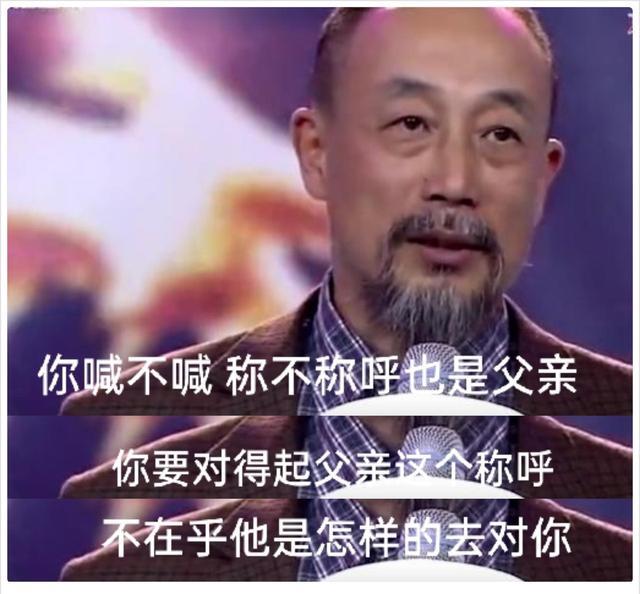 你喊不喊 称不称呼也是父亲
你要对得起父亲这个称呼
不在乎他是怎样的去对你